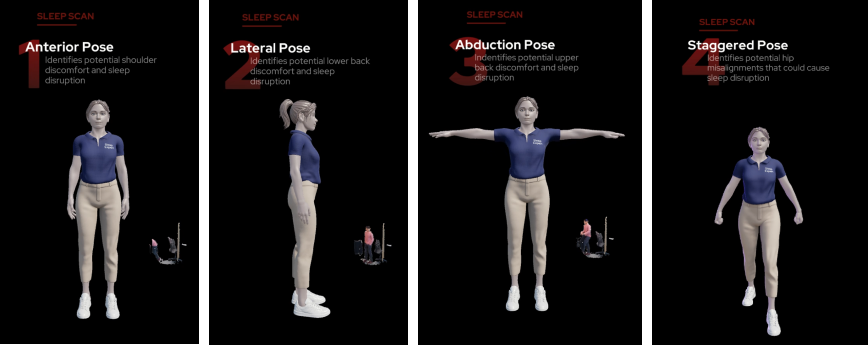 SLEEP SCAN
1
Anterior Pose
Identifies potential shoulder
discomfort and sleep
disruption
SLEEP SCAN
2
Lateral Pose
Identifies potential lower back
discomfort and sleep
disruption
SLEEP SCAN
3
Abduction Pose
Indentifies potential upper
back discomfort and sleep
disruption
SLEEP SCAN
4
Staggered Pose
Identifies potential hip
misalignments that could cause
sleep disruption